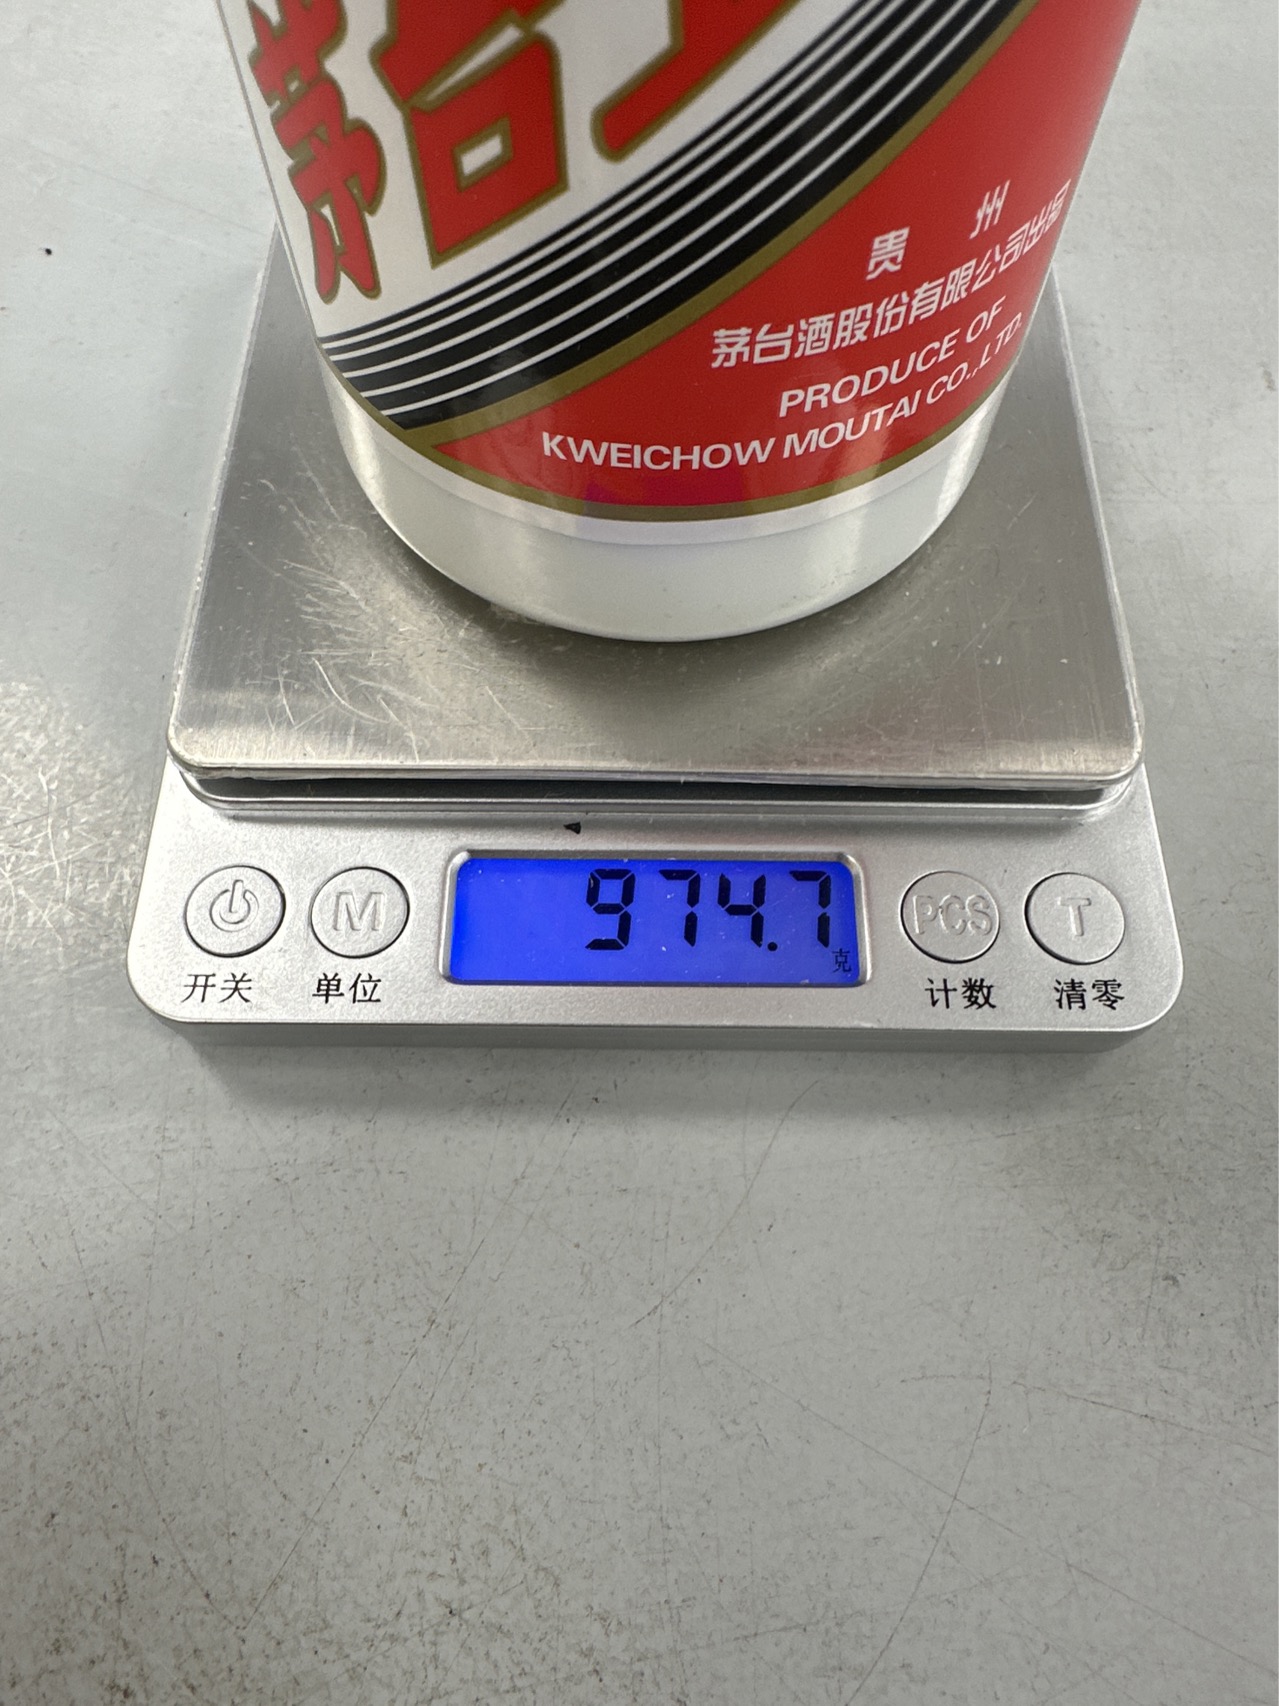 茅台
贵州
茅台酒股份有限公司出品
PRODUCE OF
KWEICHOW MOUTAI CO.,LTD.
974.7
克
M
PCS
T
开关
单位
计数
清零